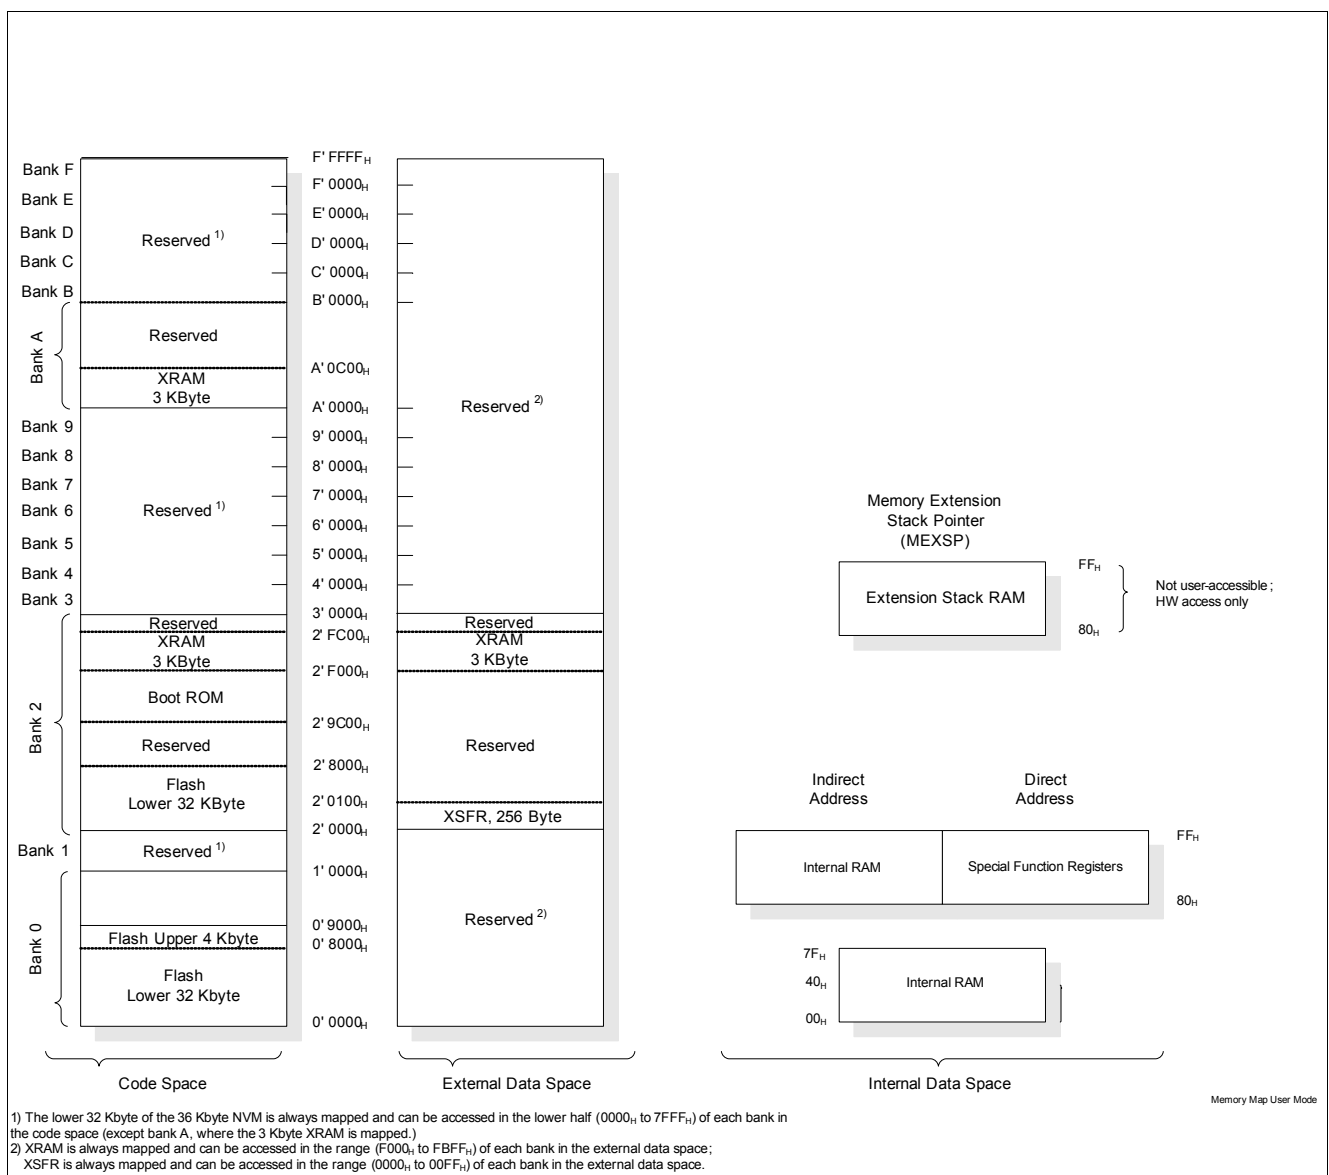 F' FFFFH
Bank F
F' 0000H
Bank E
E' 0000H
Bank D
Reserved 1)
D' 0000H
Bank C
C' 0000H
Bank B
B' 0000H
Bank A
Reserved
A' 0C00H
XRAM
3 KByte
A' 0000H
Reserved 2)
Bank 9
9' 0000H
Bank 8
8' 0000H
Bank 7
7' 0000H
Bank 6
Reserved 1)
6' 0000H
Bank 5
5' 0000H
Bank 4
4' 0000H
Bank 3
3' 0000H
Memory Extension
Stack Pointer
(MEXSP)
Extension Stack RAM
FFH
80H
Not user-accessible ;
HW access only
Bank 2
Reserved
2' FC00H
Reserved
XRAM
3 KByte
XRAM
3 KByte
2' F000H
Boot ROM
2' 9C00H
Reserved
Reserved
2' 8000H
Flash
Lower 32 KByte
2' 0100H
XSFR, 256 Byte
2' 0000H
Bank 1
Reserved 1)
1' 0000H
Bank 0
0' 9000H
Reserved 2)
Flash Upper 4 Kbyte
0' 8000H
Flash
Lower 32 Kbyte
0' 0000H
Indirect
Address
Direct
Address
Internal RAM
Special Function Registers
FFH
80H
7FH
40H
00H
Internal RAM
Code Space
External Data Space
Internal Data Space
Memory Map User Mode
1) The lower 32 Kbyte of the 36 Kbyte NVM is always mapped and can be accessed in the lower half (0000H to 7FFFH) of each bank in
the code space (except bank A, where the 3 Kbyte XRAM is mapped.)
2) XRAM is always mapped and can be accessed in the range (F000H to FBFFH) of each bank in the external data space;
XSFR is always mapped and can be accessed in the range (0000H to 00FFH) of each bank in the external data space.